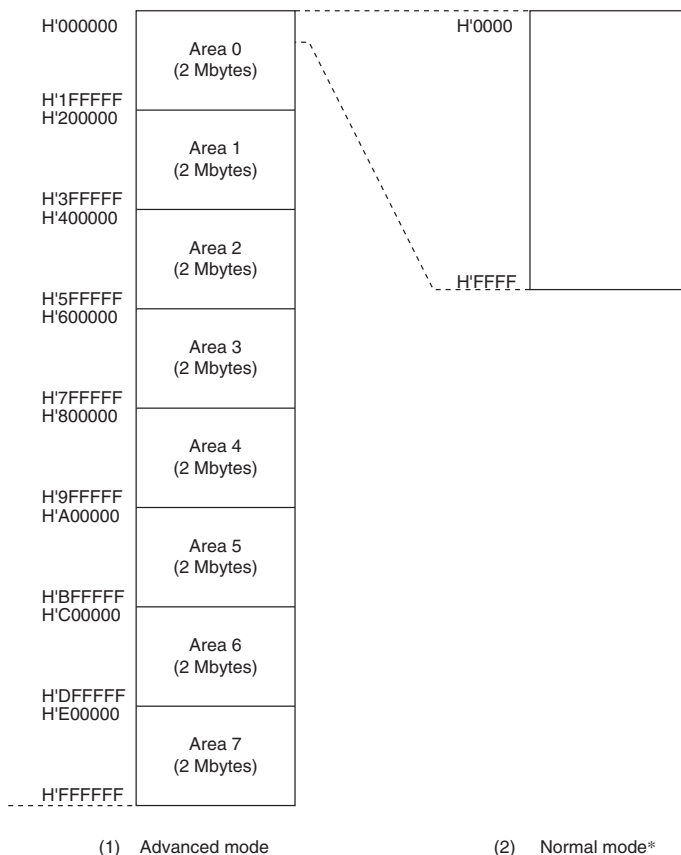 H'000000
Area 0
(2 Mbytes)
H'1FFFFF
H'200000
Area 1
(2 Mbytes)
H'3FFFFF
H'400000
Area 2
(2 Mbytes)
H'5FFFFF
H'600000
Area 3
(2 Mbytes)
H'7FFFFF
H'800000
Area 4
(2 Mbytes)
H'9FFFFF
H'A00000
Area 5
(2 Mbytes)
H'BFFFFF
H'C00000
Area 6
(2 Mbytes)
H'DFFFFF
H'E00000
Area 7
(2 Mbytes)
H'FFFFFF
(1) Advanced mode
H'0000
H'FFFF
(2) Normal mode*